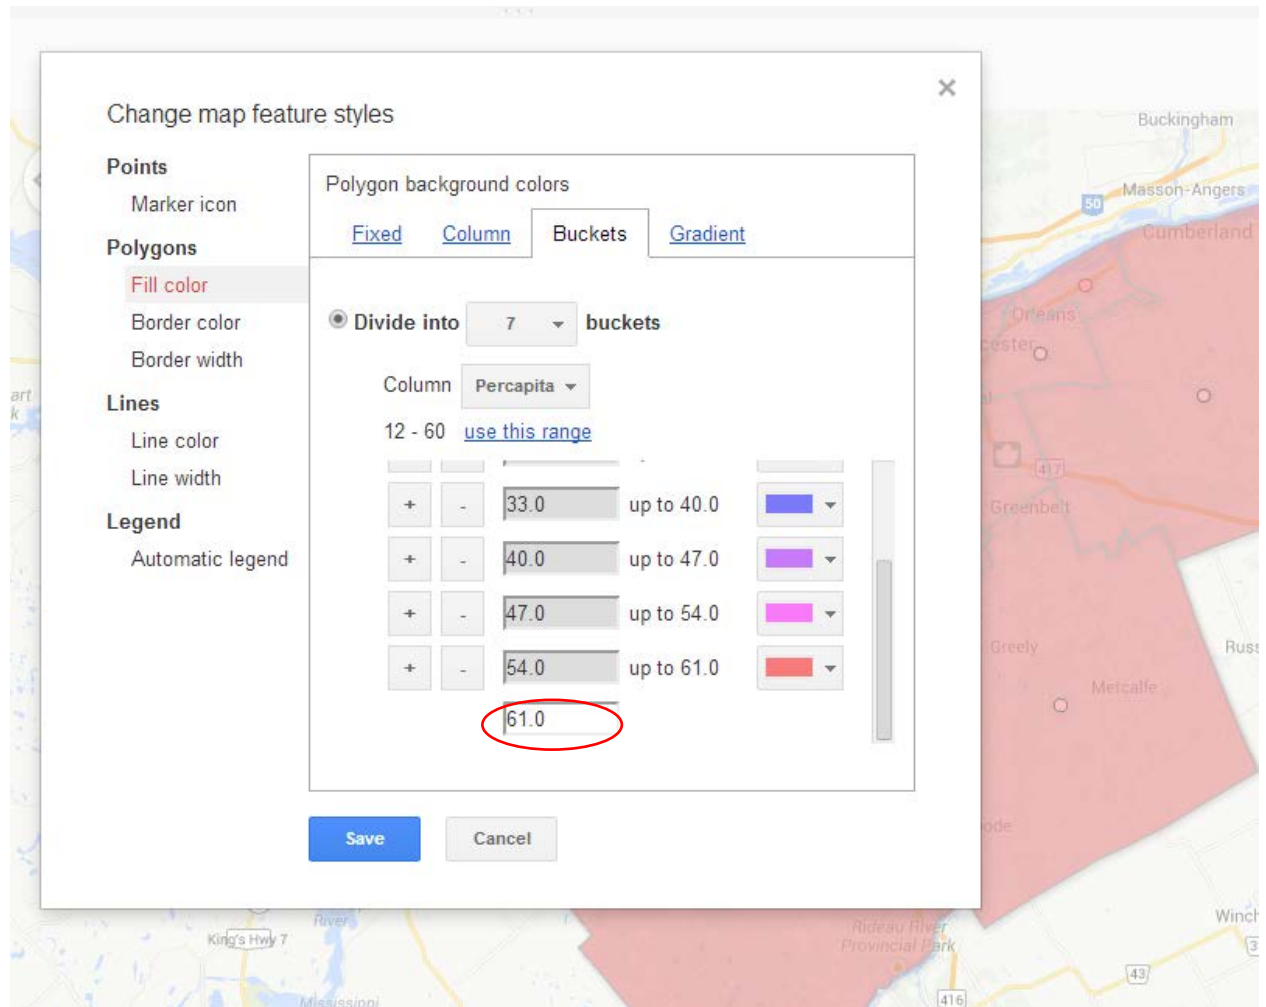 Change map feature styles
×
Points
Marker icon
Polygons
Fill color
Border color
Border width
Lines
Line color
Line width
Legend
Automatic legend
Polygon background colors
Fixed Column Buckets Gradient
Divide into 7 buckets
Column Percapita
12 - 60 use this range
+ - 33.0 up to 40.0
+ - 40.0 up to 47.0
+ - 47.0 up to 54.0
+ - 54.0 up to 61.0
61.0
Save Cancel
Buckingham
50 Masson-Angers
Cumberland
Orleans
417
Greenbelt
Greely
Metcalfe
King's Hwy 7
River
Mississippi
Rideau River
Provincial Park
43
416